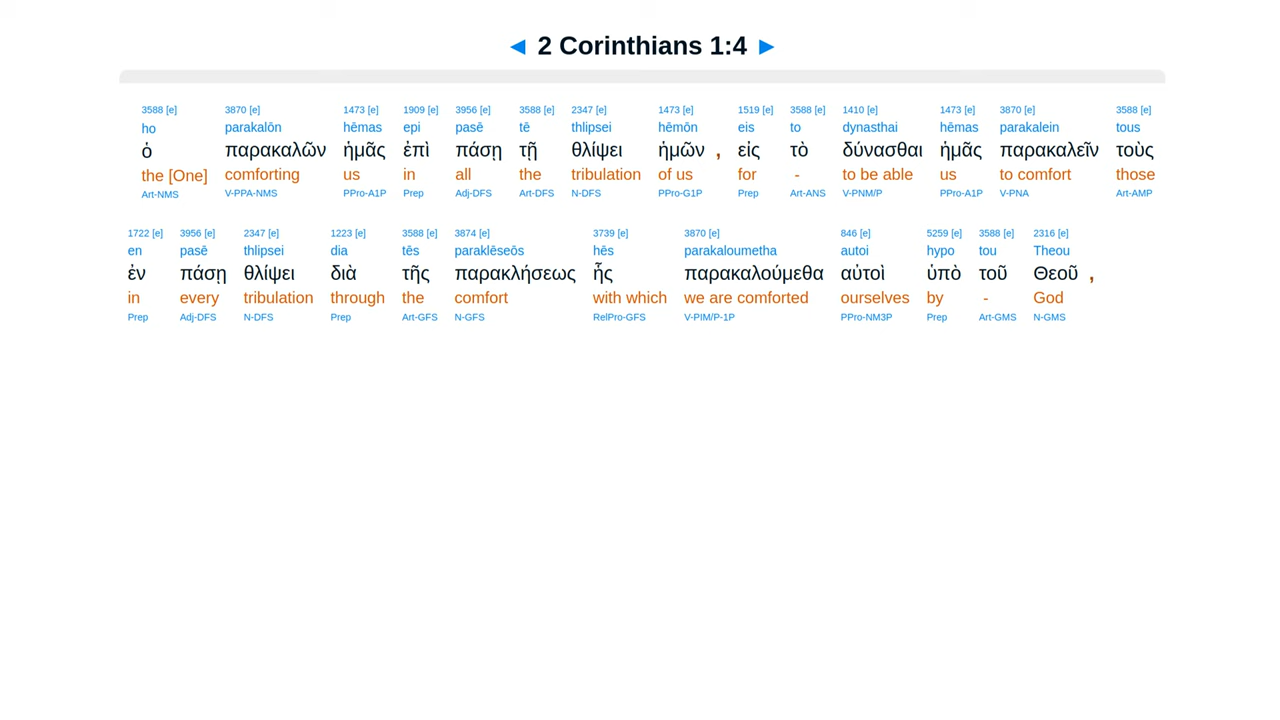 ◄ 2 Corinthians 1:4 ►
3588 [e] 3870 [e] 1473 [e] 1909 [e] 3956 [e] 3588 [e] 2347 [e] 1473 [e] 1519 [e] 3588 [e] 1410 [e] 1473 [e] 3870 [e] 3588 [e]
ho parakalōn hēmas epi pasē tē thlipsei hēmōn eis to dynasthai hēmas parakalein tous
ὁ παρακαλῶν ἡμᾶς ἐπὶ πάσῃ τῇ θλίψει ἡμῶν , εἰς τὸ δύνασθαι ἡμᾶς παρακαλεῖν τοὺς
the [One] comforting us in all the tribulation of us for - to be able us to comfort those
Art-NMS V-PPA-NMS PPro-A1P Prep Adj-DFS Art-DFS N-DFS PPro-G1P Prep Art-ANS V-PNM/P PPro-A1P V-PNA Art-AMP
1722 [e] 3956 [e] 2347 [e] 1223 [e] 3588 [e] 3874 [e] 3739 [e] 3870 [e] 846 [e] 5259 [e] 3588 [e] 2316 [e]
en pasē thlipsei dia tēs paraklēseōs hēs parakaloumetha autoi hypo tou Theou
ἐν πάσῃ θλίψει διὰ τῆς παρακλήσεως ἧς παρακαλούμεθα αὐτοὶ ὑπὸ τοῦ Θεοῦ ,
in every tribulation through the comfort with which we are comforted ourselves by - God
Prep Adj-DFS N-DFS Prep Art-GFS N-GFS RelPro-GFS V-PIM/P-1P PPro-NM3P Prep Art-GMS N-GMS